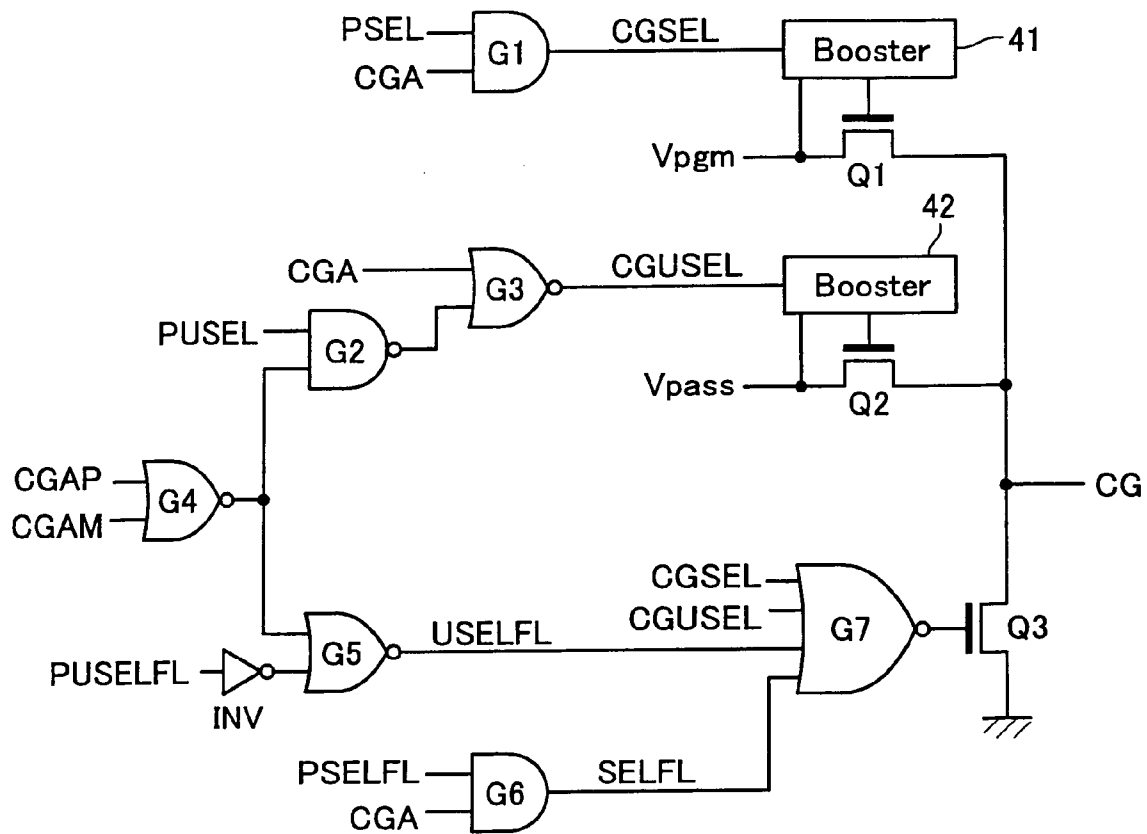 PSEL
CGA
G1
CGSEL
Booster
41
Vpgm
Q1
CGA
G3
CGUSEL
Booster
42
PUSEL
G2
Vpass
Q2
CGAP
CGAM
G4
CG
CGSEL
CGUSEL
G7
Q3
PUSELFL
INV
G5
USELFL
PSELFL
CGA
G6
SELFL